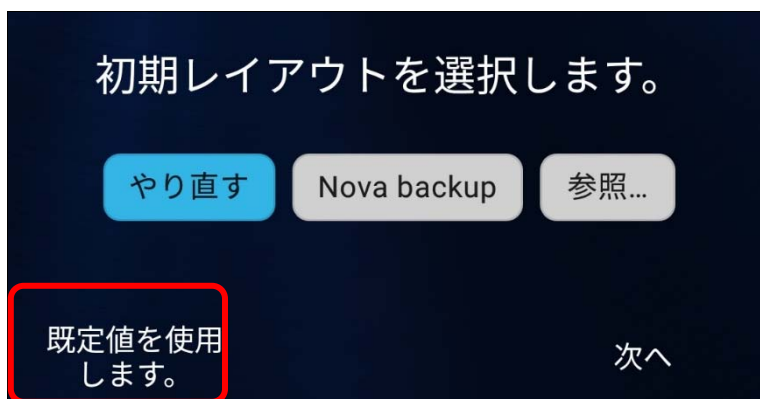 初期レイアウトを選択します。
やり直す
Nova backup
参照...
既定値を使用
します。
次へ